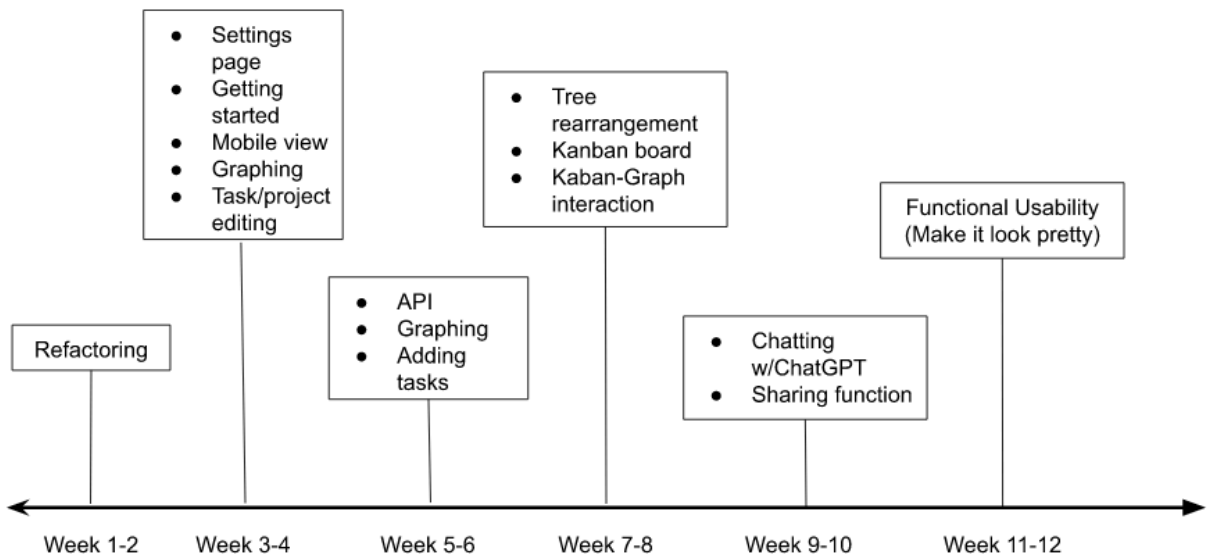 ● Settings
page
● Getting
started
● Mobile view
● Graphing
● Task/project
editing
● Tree
rearrangement
● Kanban board
● Kaban-Graph
interaction
Functional Usability
(Make it look pretty)
● API
● Graphing
● Adding
tasks
Refactoring
● Chatting
w/ChatGPT
● Sharing function
Week 1-2
Week 3-4
Week 5-6
Week 7-8
Week 9-10
Week 11-12